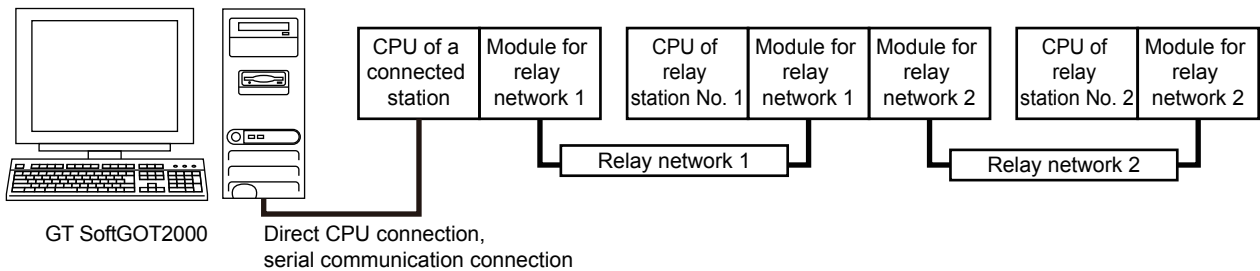 CPU of a
connected
station
Module for
relay
network 1
CPU of
relay
station No. 1
Module for
relay
network 1
Module for
relay
network 2
CPU of
relay
station No. 2
Module for
relay
network 2
Relay network 1
Relay network 2
GT SoftGOT2000
Direct CPU connection,
serial communication connection